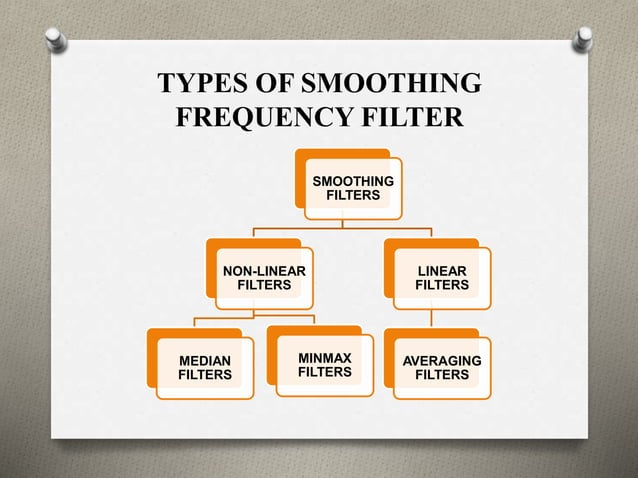 TYPES OF SMOOTHING
FREQUENCY FILTER
SMOOTHING
FILTERS
NON-LINEAR
FILTERS
LINEAR
FILTERS
MEDIAN
FILTERS
MINMAX
FILTERS
AVERAGING
FILTERS